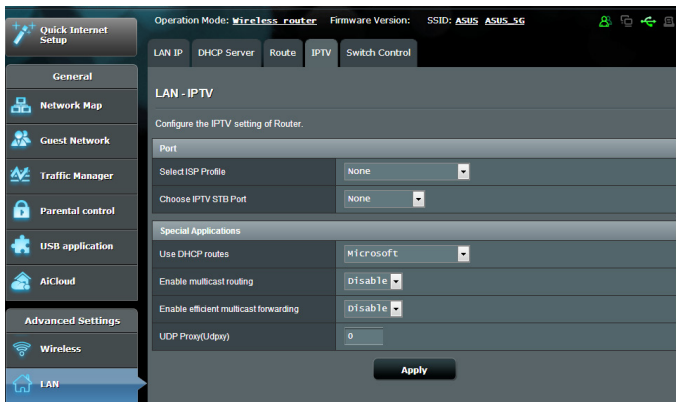 Operation Mode: Wireless router Firmware Version: SSID: ASUS ASUS_5G
Quick Internet
Setup
General
Network Map
Guest Network
Traffic Manager
Parental control
USB application
AiCloud
Advanced Settings
Wireless
LAN
LAN IP DHCP Server Route IPTV Switch Control
LAN - IPTV
Configure the IPTV setting of Router.
Port
Select ISP Profile None
Choose IPTV STB Port None
Special Applications
Use DHCP routes Microsoft
Enable multicast routing Disable
Enable efficient multicast forwarding Disable
UDP Proxy(Udpxy) 0
Apply